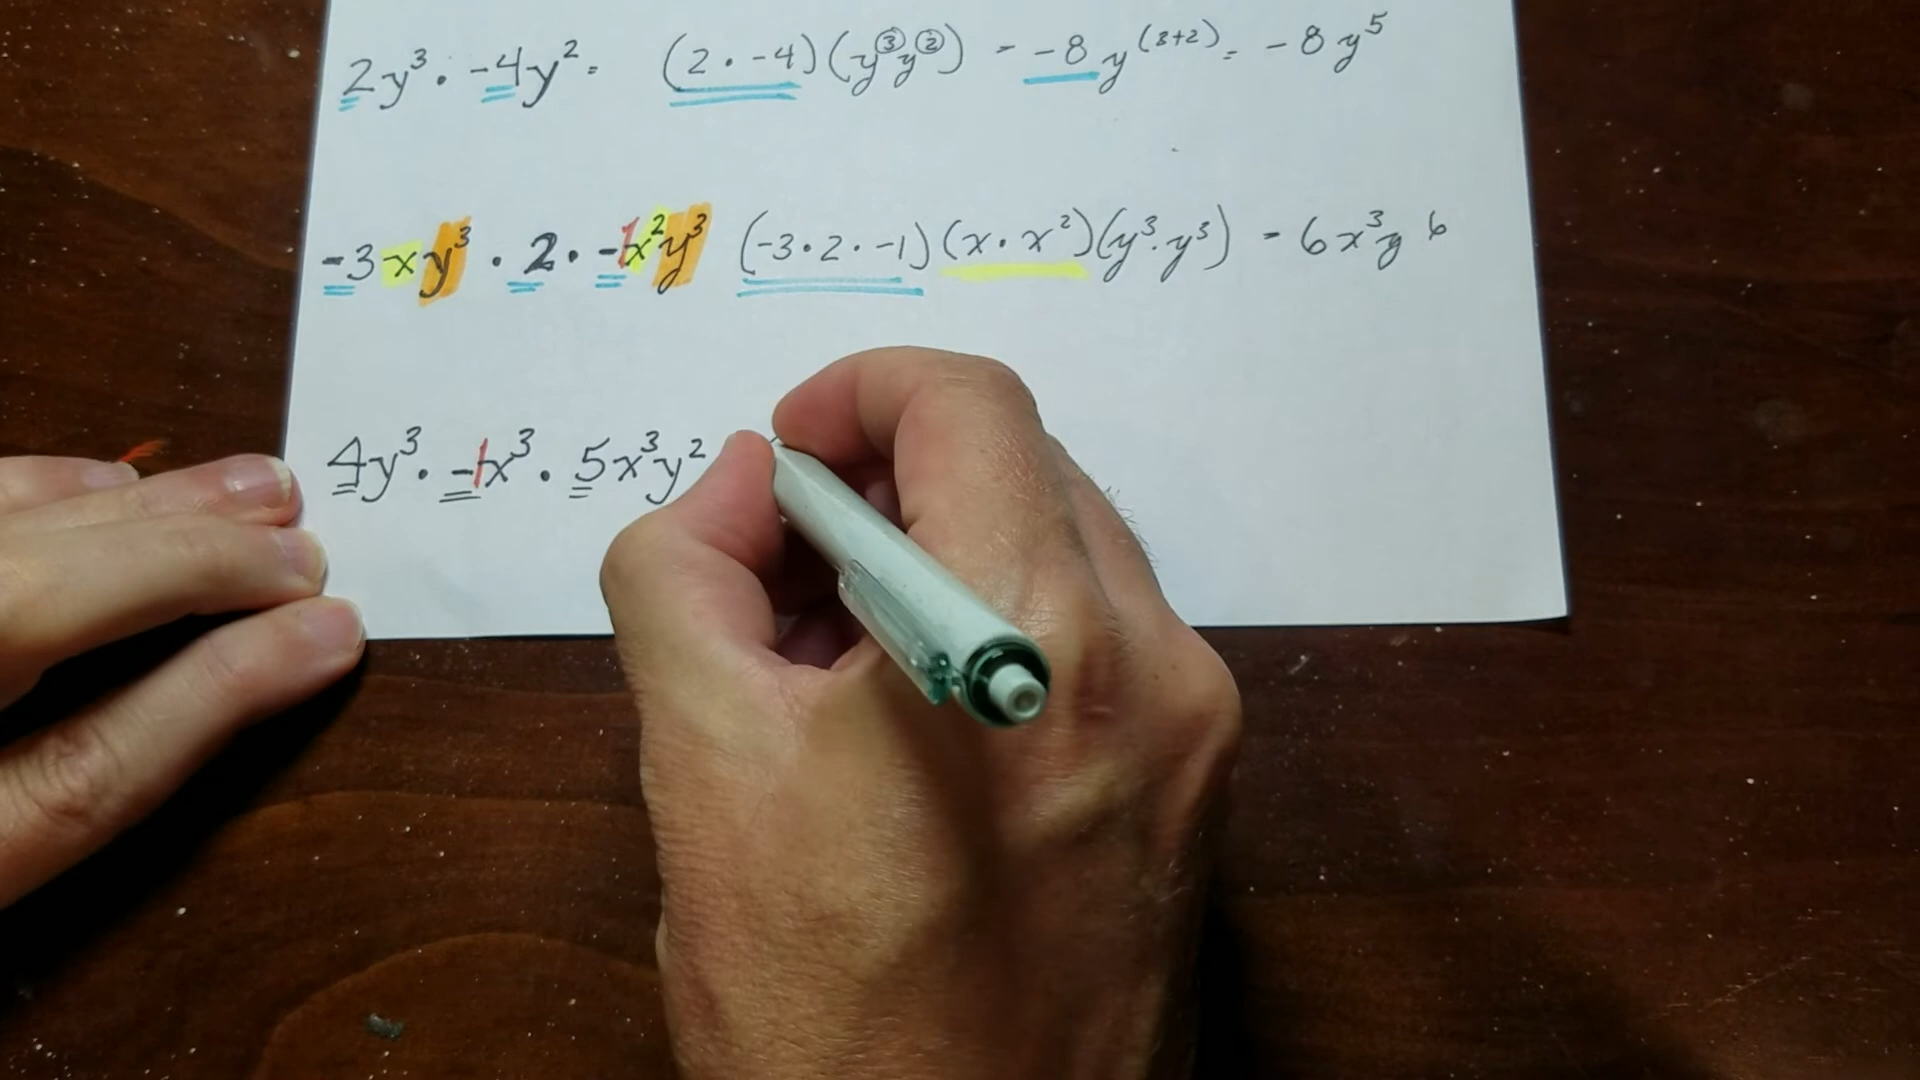 2y³ · -4y² = (2 · -4)(y³y²) = -8y⁽³⁺²⁾ = -8y⁵
-3xy³ · 2 · -1x²y³ (-3 · 2 · -1)(x · x²)(y³ · y³) = 6x³y⁶
4y³ · -1x³ · 5x³y²